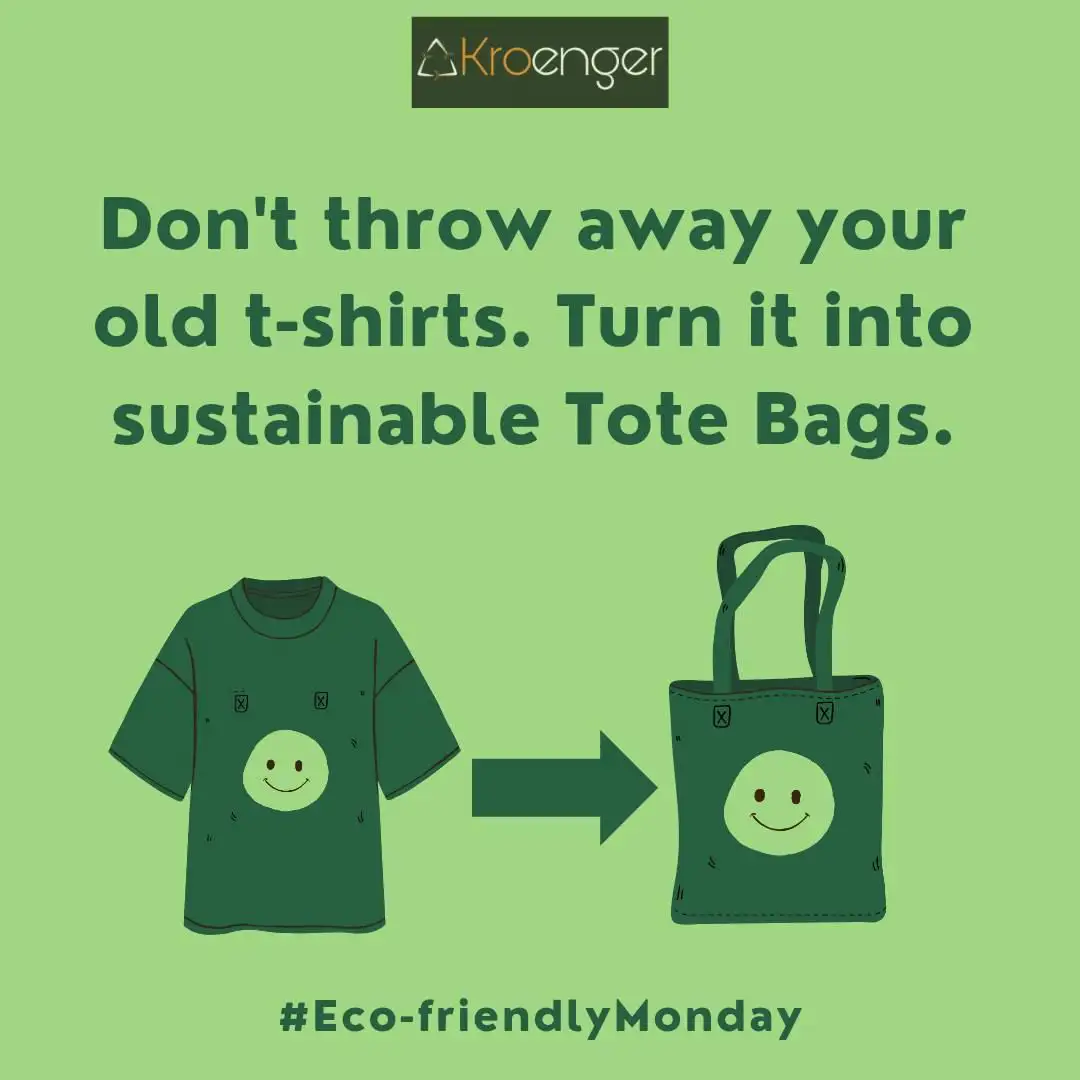 Kroenger
Don't throw away your
old t-shirts. Turn it into
sustainable Tote Bags.
#Eco-friendlyMonday